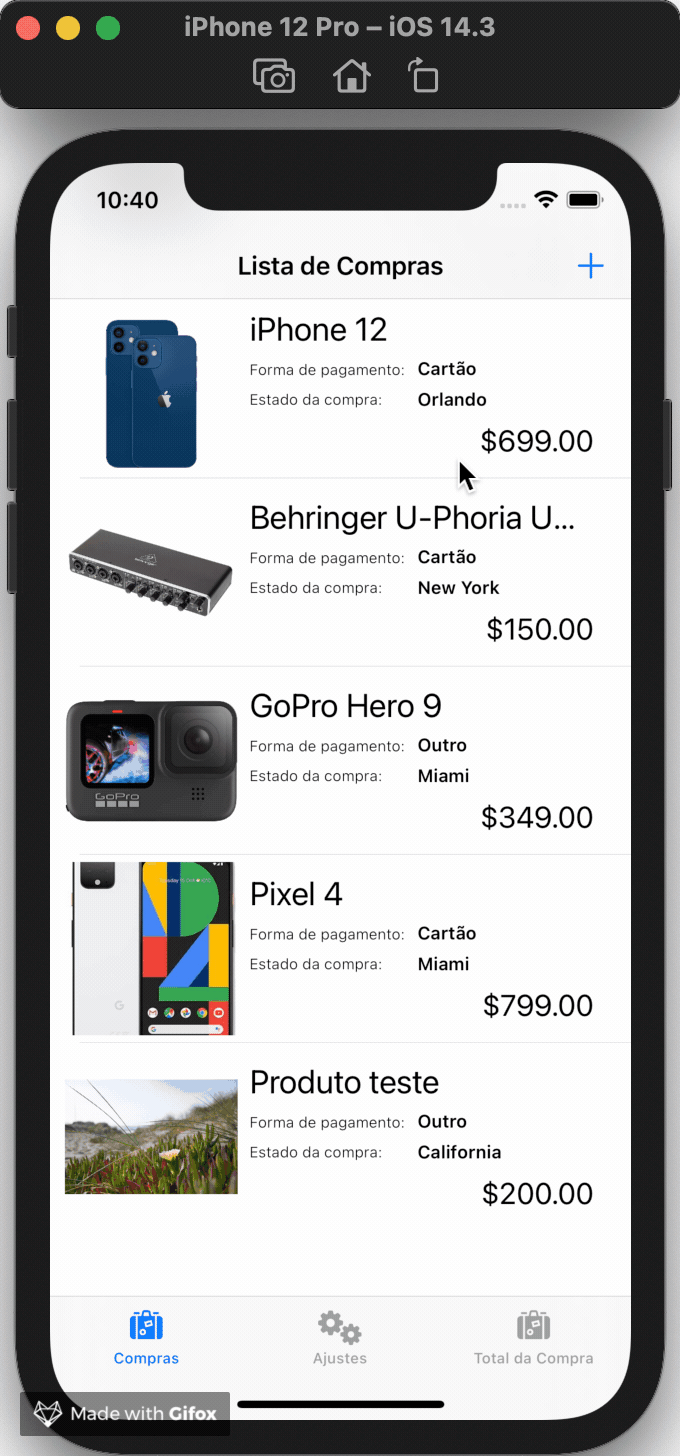 iPhone 12 Pro – iOS 14.3
10:40
Lista de Compras
iPhone 12
Forma de pagamento: Cartão
Estado da compra: Orlando
$699.00
Behringer U-Phoria U...
Forma de pagamento: Cartão
Estado da compra: New York
$150.00
GoPro Hero 9
Forma de pagamento: Outro
Estado da compra: Miami
$349.00
GoPro
Pixel 4
Forma de pagamento: Cartão
Estado da compra: Miami
$799.00
Produto teste
Forma de pagamento: Outro
Estado da compra: California
$200.00
Compras
Ajustes
Total da Compra
Made with Gifox